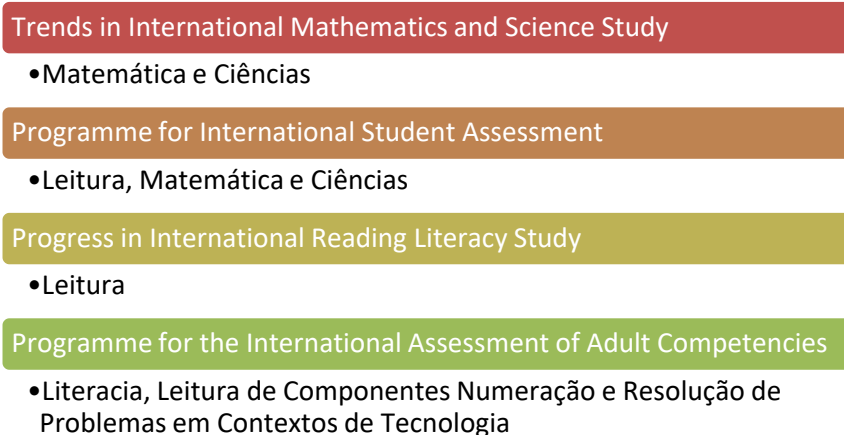 Trends in International Mathematics and Science Study
•Matemática e Ciências
Programme for International Student Assessment
•Leitura, Matemática e Ciências
Progress in International Reading Literacy Study
•Leitura
Programme for the International Assessment of Adult Competencies
•Literacia, Leitura de Componentes Numeração e Resolução de
Problemas em Contextos de Tecnologia